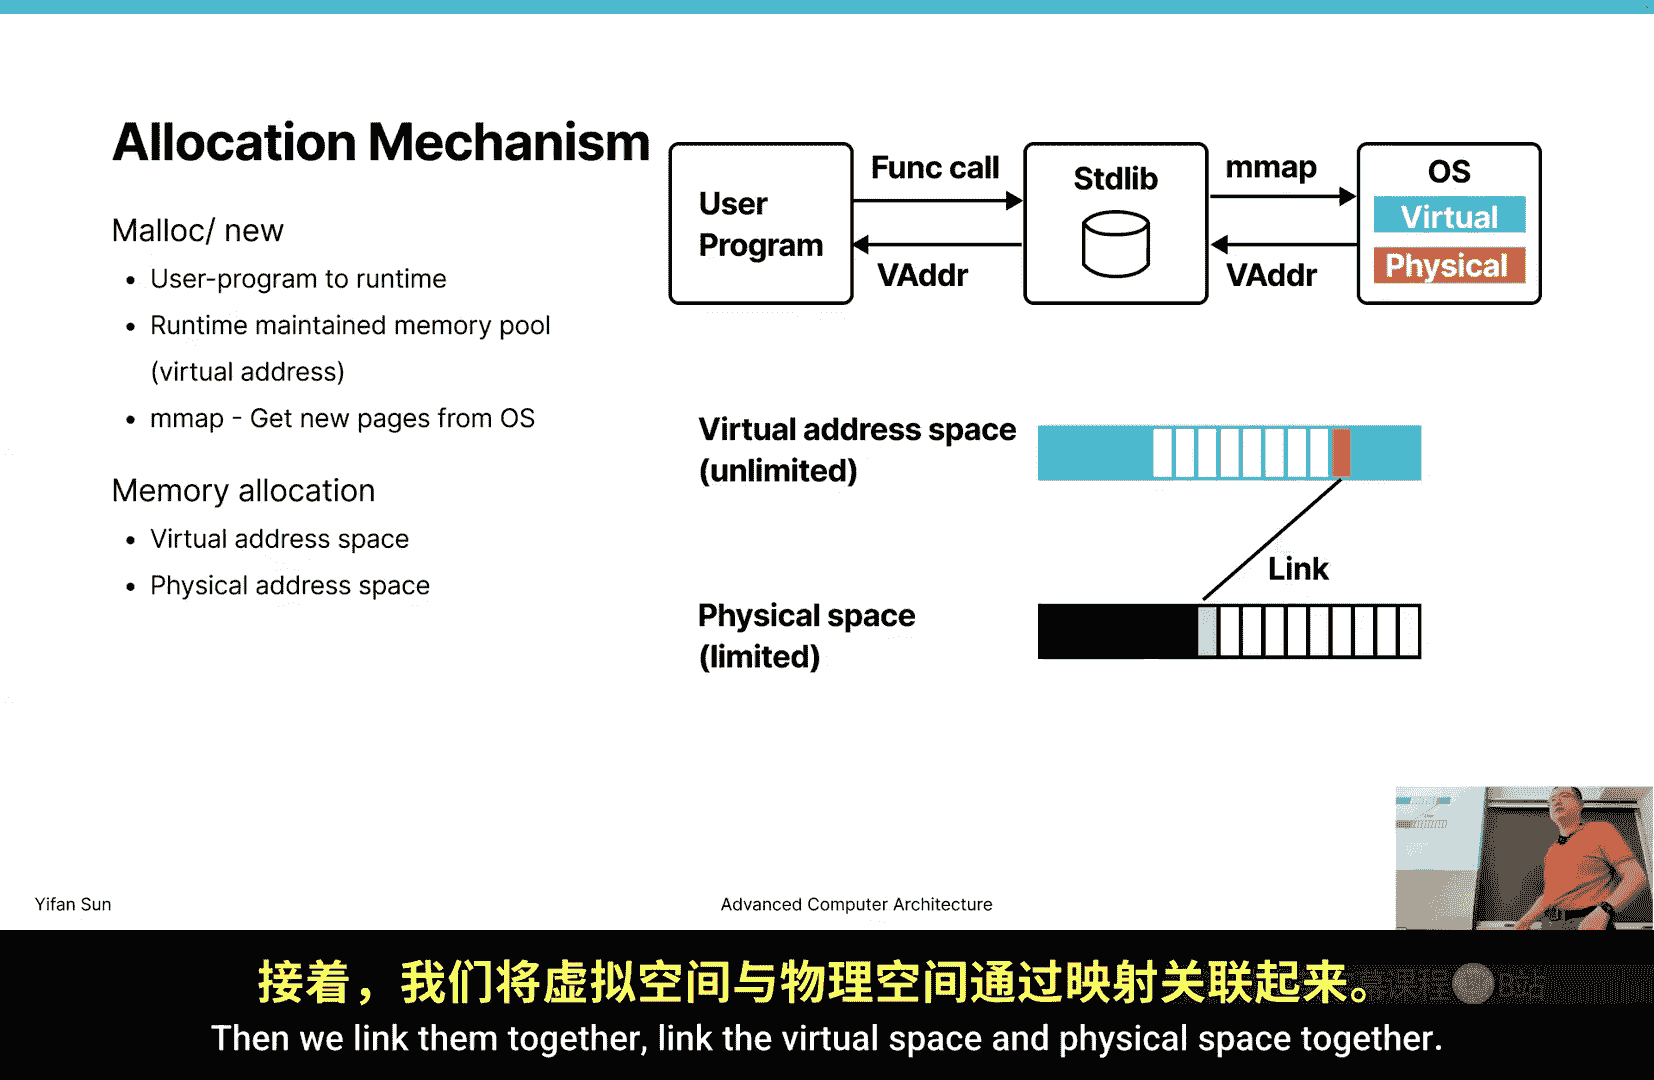 Allocation Mechanism
Malloc/ new
• User-program to runtime
• Runtime maintained memory pool
(virtual address)
• mmap - Get new pages from OS
Memory allocation
• Virtual address space
• Physical address space
User
Program
Func call
VAddr
Stdlib
mmap
VAddr
OS
Virtual
Physical
Virtual address space
(unlimited)
Link
Physical space
(limited)
Yifan Sun
Advanced Computer Architecture
接着，我们将虚拟空间与物理空间通过映射关联起来。
Then we link them together, link the virtual space and physical space together.